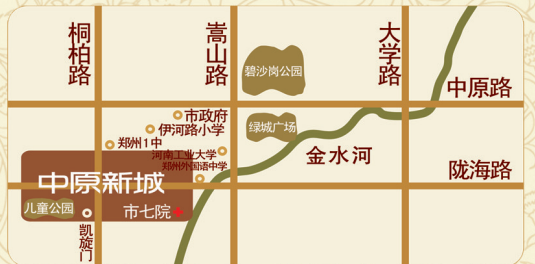 桐柏路
嵩山路
大学路
碧沙岗公园
中原路
市政府
伊河路小学
绿城广场
郑州1中
河南工业大学
金水河
郑州外国语中学
陇海路
中原新城
儿童公园
市七院
凯旋门